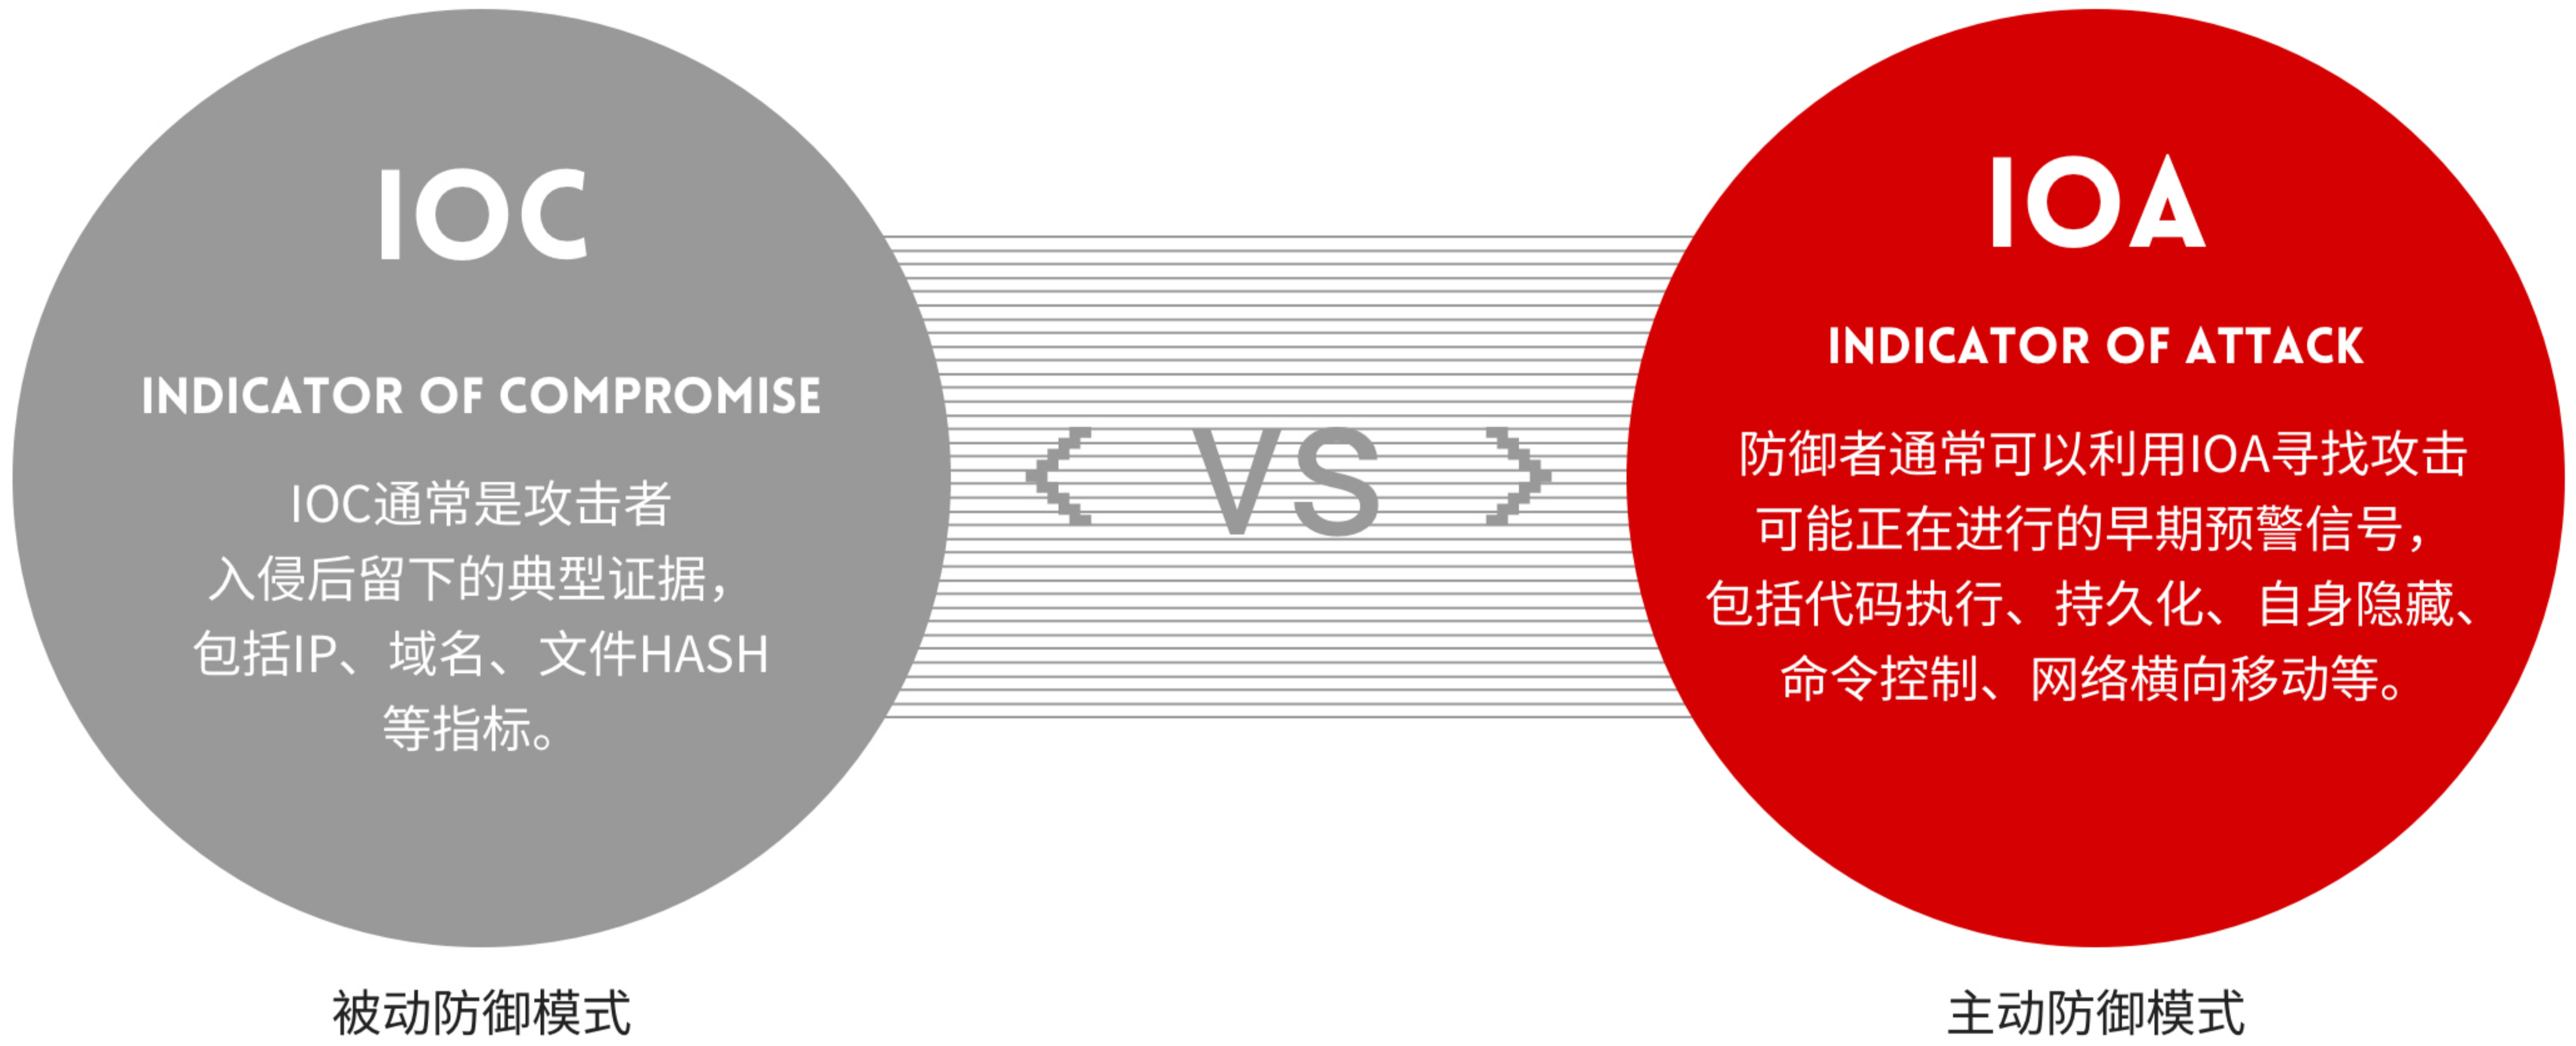 IOC
INDICATOR OF COMPROMISE
IOC通常是攻击者
入侵后留下的典型证据，
包括IP、域名、文件HASH
等指标。
被动防御模式
VS
IOA
INDICATOR OF ATTACK
防御者通常可以利用IOA寻找攻击
可能正在进行的早期预警信号，
包括代码执行、持久化、自身隐藏、
命令控制、网络横向移动等。
主动防御模式